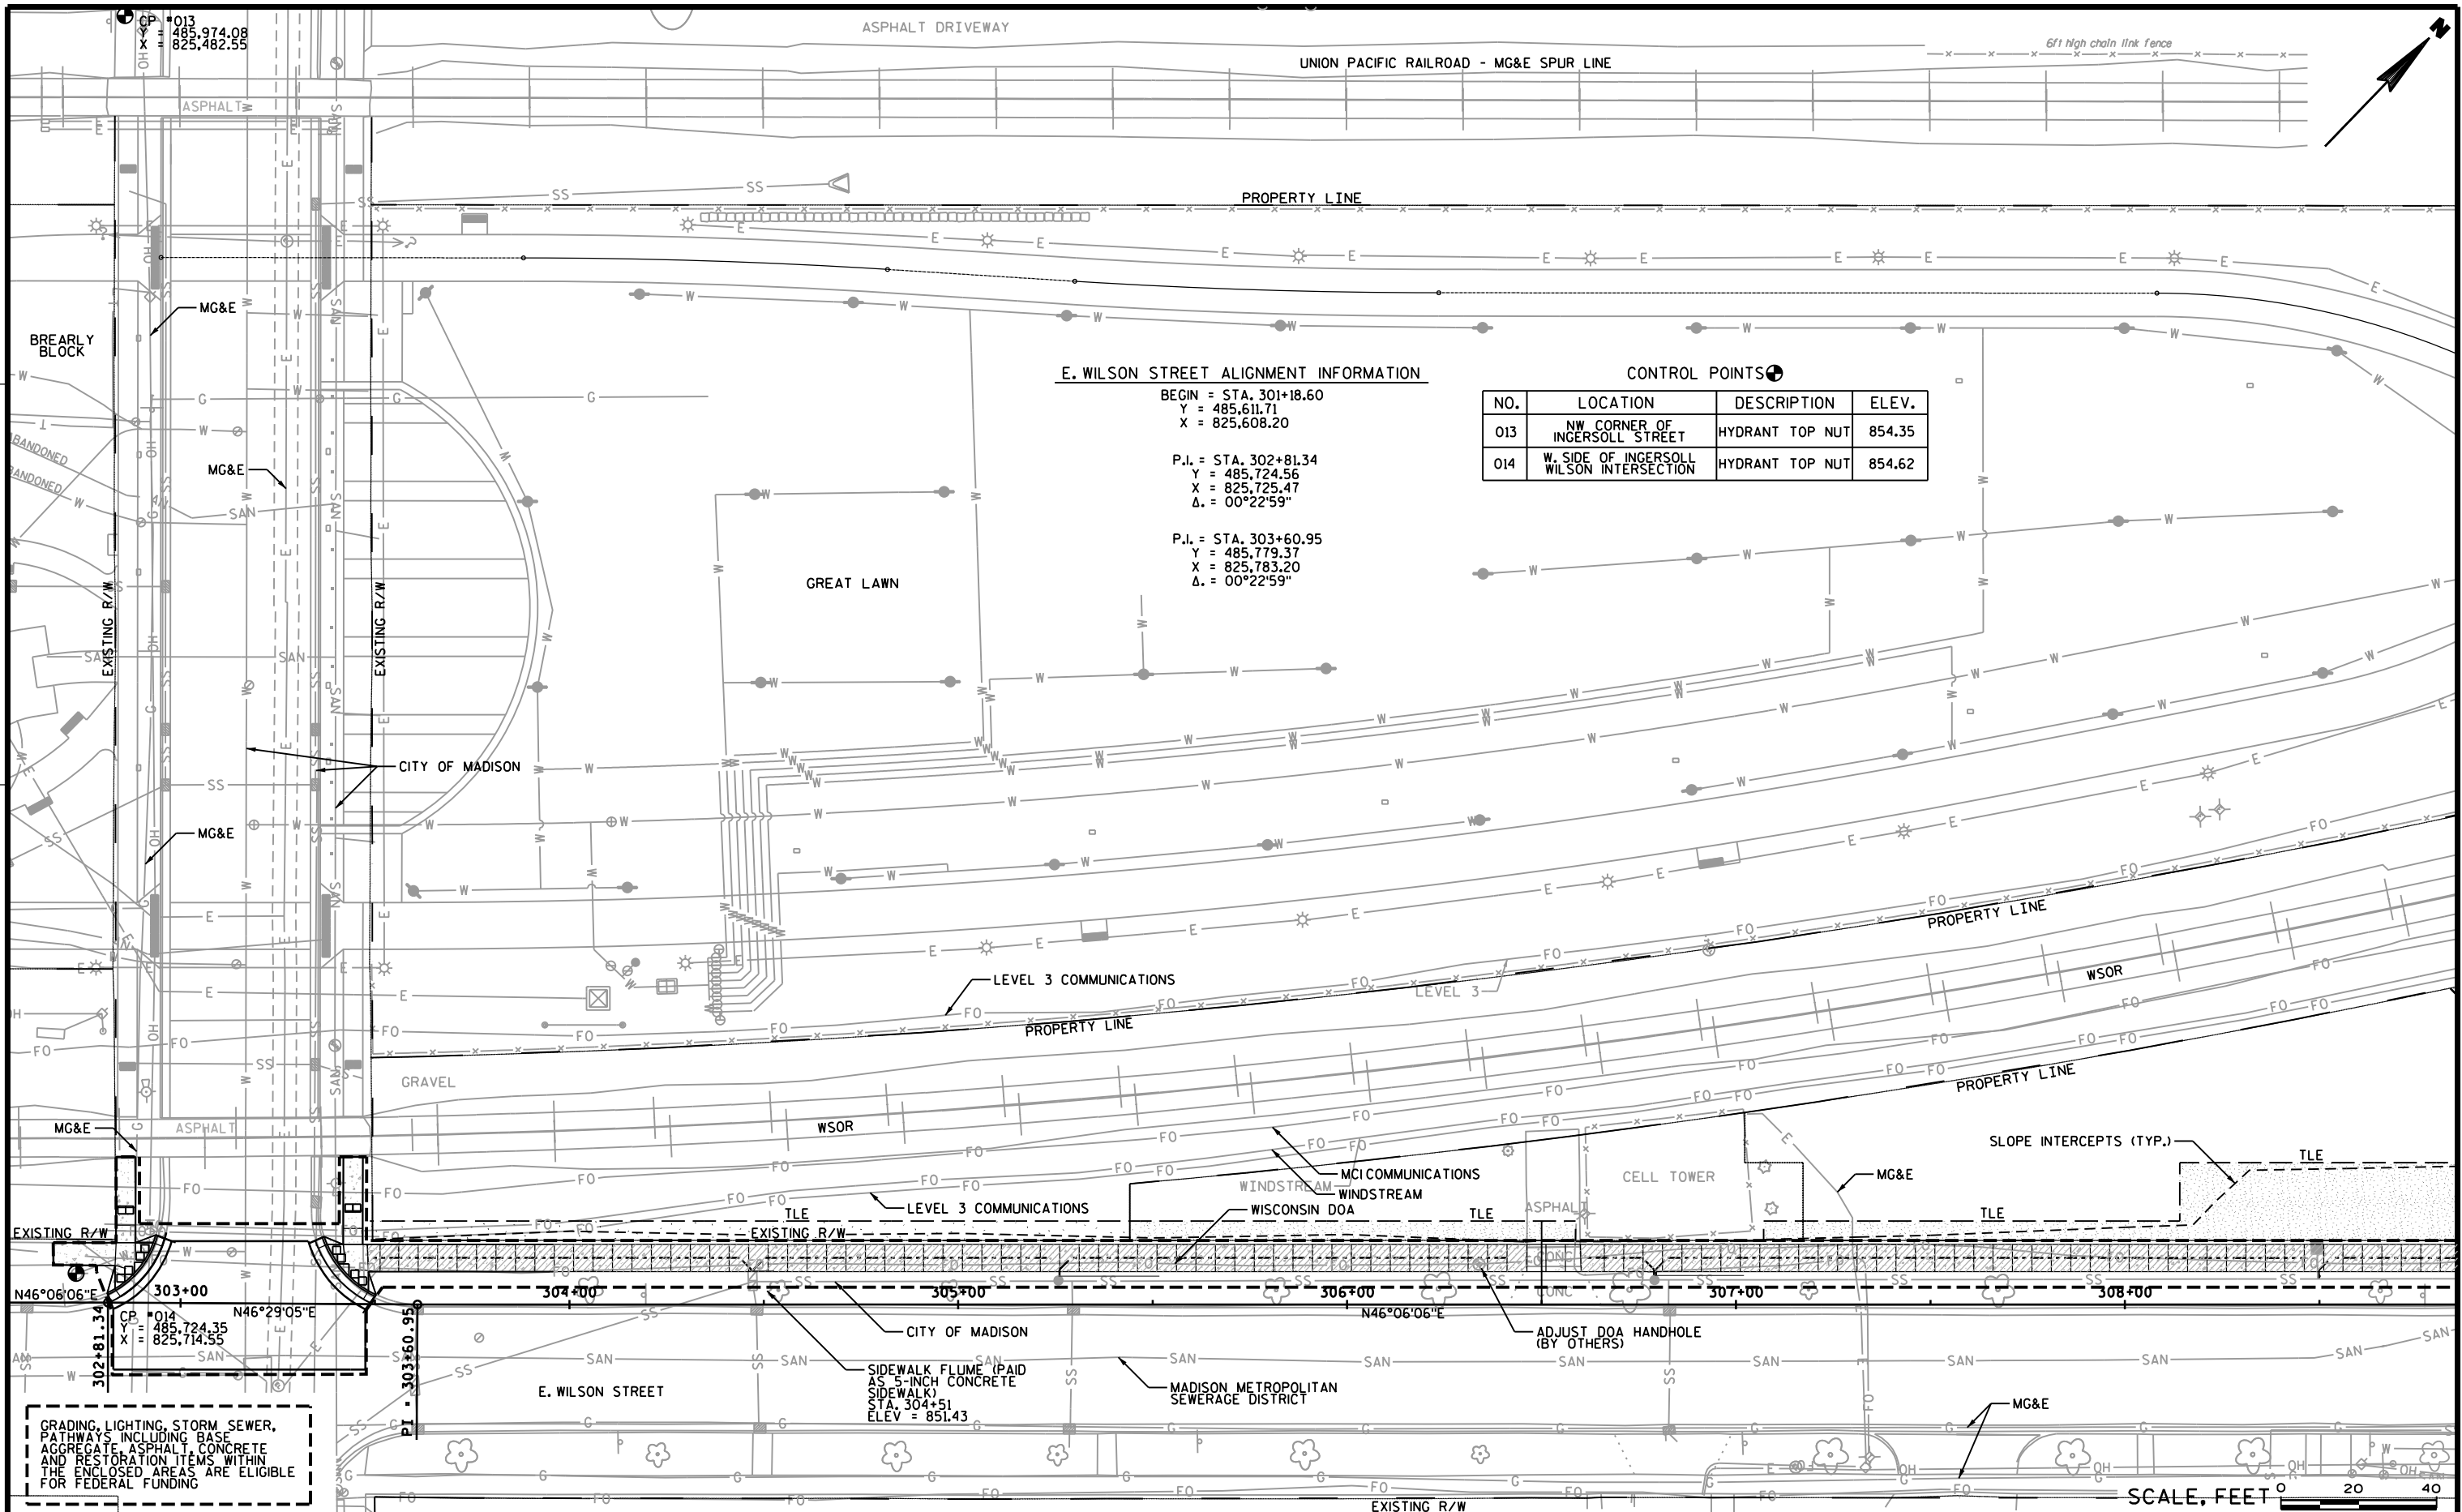 CP #013
Y = 485,974.08
X = 825,482.55
ASPHALT DRIVEWAY
6ft high chain link fence
N
UNION PACIFIC RAILROAD - MG&E SPUR LINE
ASPHALT
PROPERTY LINE
MG&E
BREARLY
BLOCK
E. WILSON STREET ALIGNMENT INFORMATION
BEGIN = STA. 301+18.60
Y = 485,611.71
X = 825,608.20
P.I. = STA. 302+81.34
Y = 485,724.56
X = 825,725.47
Δ. = 00°22'59"
P.I. = STA. 303+60.95
Y = 485,779.37
X = 825,783.20
Δ. = 00°22'59"
CONTROL POINTS
NO. LOCATION DESCRIPTION ELEV.
013 NW CORNER OF INGERSOLL STREET HYDRANT TOP NUT 854.35
014 W. SIDE OF INGERSOLL WILSON INTERSECTION HYDRANT TOP NUT 854.62
MG&E
ABANDONED
ABANDONED
GREAT LAWN
EXISTING R/W
EXISTING R/W
CITY OF MADISON
MG&E
PROPERTY LINE
LEVEL 3 COMMUNICATIONS
LEVEL 3
WSOR
PROPERTY LINE
GRAVEL
PROPERTY LINE
MG&E
ASPHALT
WSOR
SLOPE INTERCEPTS (TYP.)
TLE
MCI COMMUNICATIONS
WINDSTREAM
WINDSTREAM
CELL TOWER
MG&E
LEVEL 3 COMMUNICATIONS
WISCONSIN DOA
ASPHALT
TLE
TLE
TLE
EXISTING R/W
EXISTING R/W
CONC
CONC
N46°06'06"E
303+00
N46°29'05"E
304+00
305+00
306+00
N46°06'06"E
307+00
308+00
302+81.34
CP #014
Y = 485,724.35
X = 825,714.55
PI - 303+60.95
CITY OF MADISON
ADJUST DOA HANDHOLE
(BY OTHERS)
SIDEWALK FLUME (PAID
AS 5-INCH CONCRETE
SIDEWALK)
STA. 304+51
ELEV = 851.43
E. WILSON STREET
MADISON METROPOLITAN
SEWERAGE DISTRICT
MG&E
GRADING, LIGHTING, STORM SEWER,
PATHWAYS INCLUDING BASE
AGGREGATE, ASPHALT, CONCRETE
AND RESTORATION ITEMS WITHIN
THE ENCLOSED AREAS ARE ELIGIBLE
FOR FEDERAL FUNDING
EXISTING R/W
SCALE, FEET 0 20 40